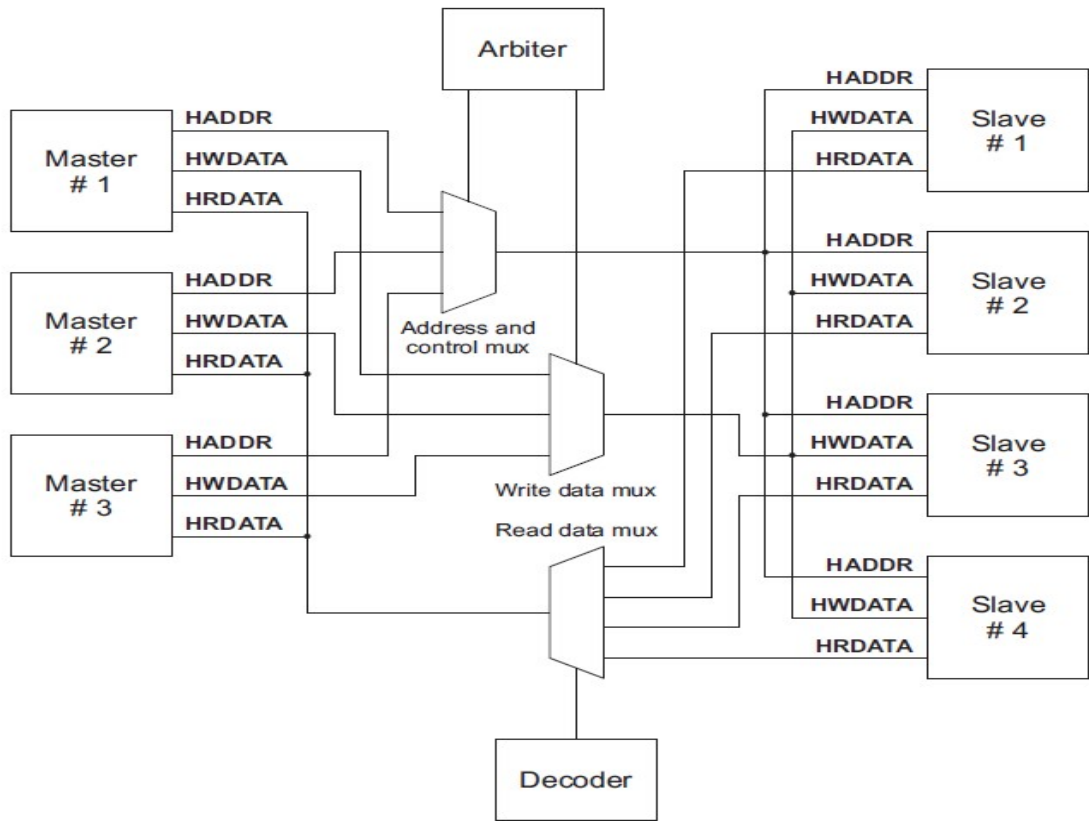 Arbiter
Master
# 1
HADDR
HWDATA
HRDATA
Master
# 2
HADDR
HWDATA
HRDATA
Master
# 3
HADDR
HWDATA
HRDATA
Address and
control mux
Write data mux
Read data mux
Decoder
HADDR
HWDATA
HRDATA
Slave
# 1
HADDR
HWDATA
HRDATA
Slave
# 2
HADDR
HWDATA
HRDATA
Slave
# 3
HADDR
HWDATA
HRDATA
Slave
# 4